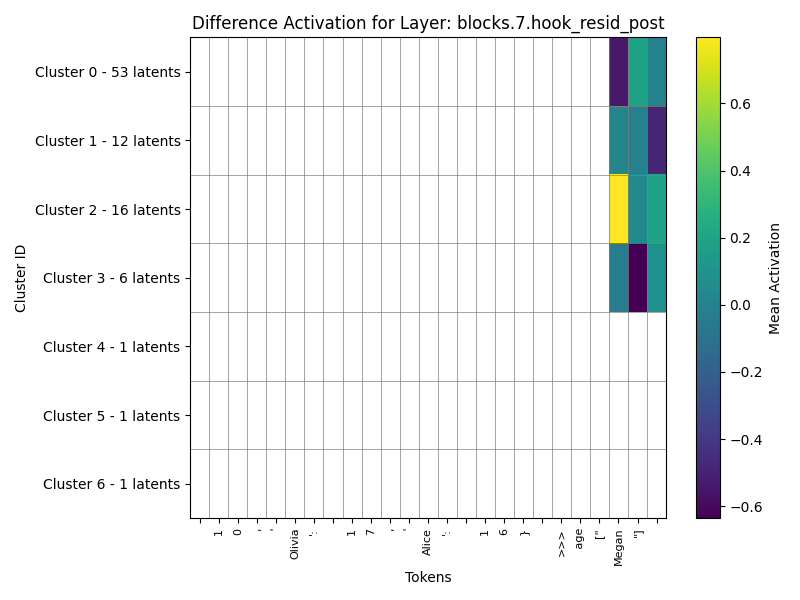 Difference Activation for Layer: blocks.7.hook_resid_post
Cluster ID
Cluster 0 - 53 latents
Cluster 1 - 12 latents
Cluster 2 - 16 latents
Cluster 3 - 6 latents
Cluster 4 - 1 latents
Cluster 5 - 1 latents
Cluster 6 - 1 latents
1
0
,
'
Olivia
':
1
7
,
'
Alice
':
1
6
}
>>>
age
["
Megan
"]
Tokens
0.6
0.4
0.2
0.0
−0.2
−0.4
−0.6
Mean Activation